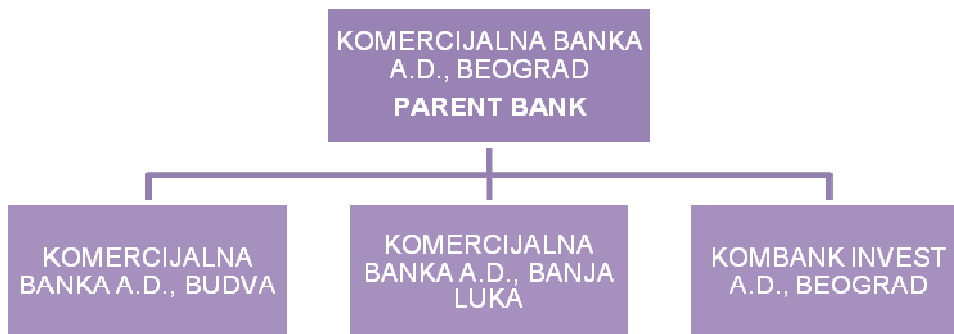 KOMERCIJALNA BANKA
A.D., BEOGRAD
PARENT BANK
KOMERCIJALNA
BANKA A.D., BUDVA
KOMERCIJALNA
BANKA A.D., BANJA
LUKA
KOMBANK INVEST
A.D., BEOGRAD